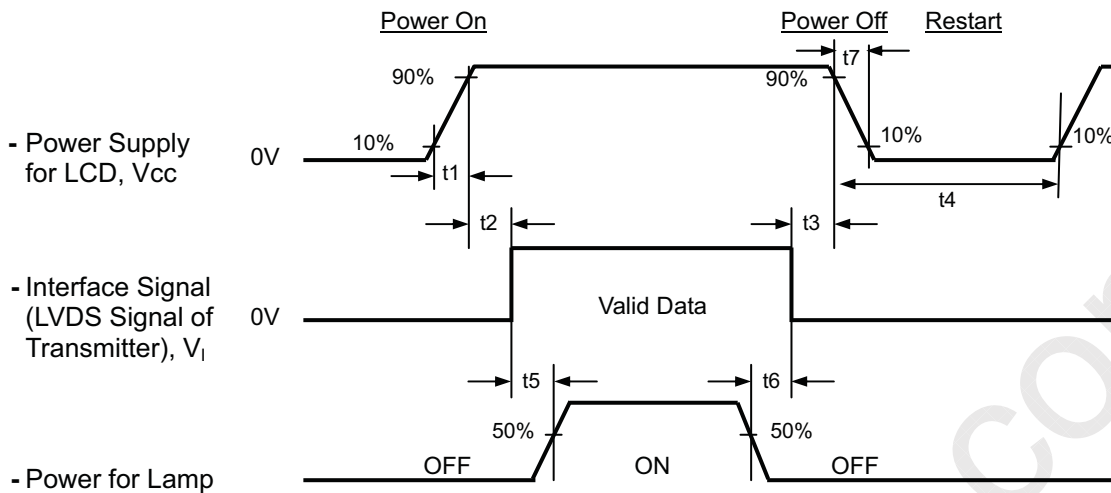 Power On
Power Off
Restart
90%
90%
t7
- Power Supply
for LCD, Vcc
0V
10%
10%
10%
t1
t4
t2
t3
- Interface Signal
(LVDS Signal of
Transmitter), VI
0V
Valid Data
t5
t6
50%
50%
- Power for Lamp
OFF
ON
OFF